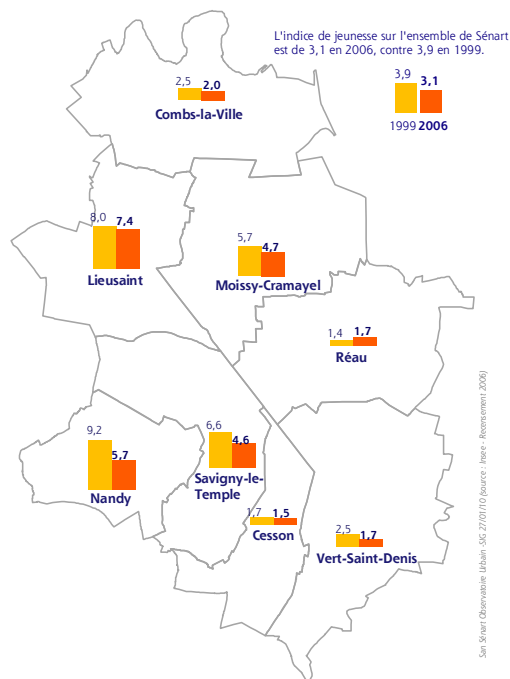 L'indice de jeunesse sur l'ensemble de Sénart
est de 3,1 en 2006, contre 3,9 en 1999.
3,9 3,1
1999 2006
2,5 2,0
Combs-la-Ville
8,0 7,4
Lieusaint
5,7 4,7
Moissy-Cramayel
1,4 1,7
Réau
9,2 5,7
Nandy
6,6 4,6
Savigny-le-
Temple
1,7 1,5
Cesson
2,5 1,7
Vert-Saint-Denis
San Sénart Observatoire Urbain -SIG 27/01/10 (source : Insee - Recensement 2006)